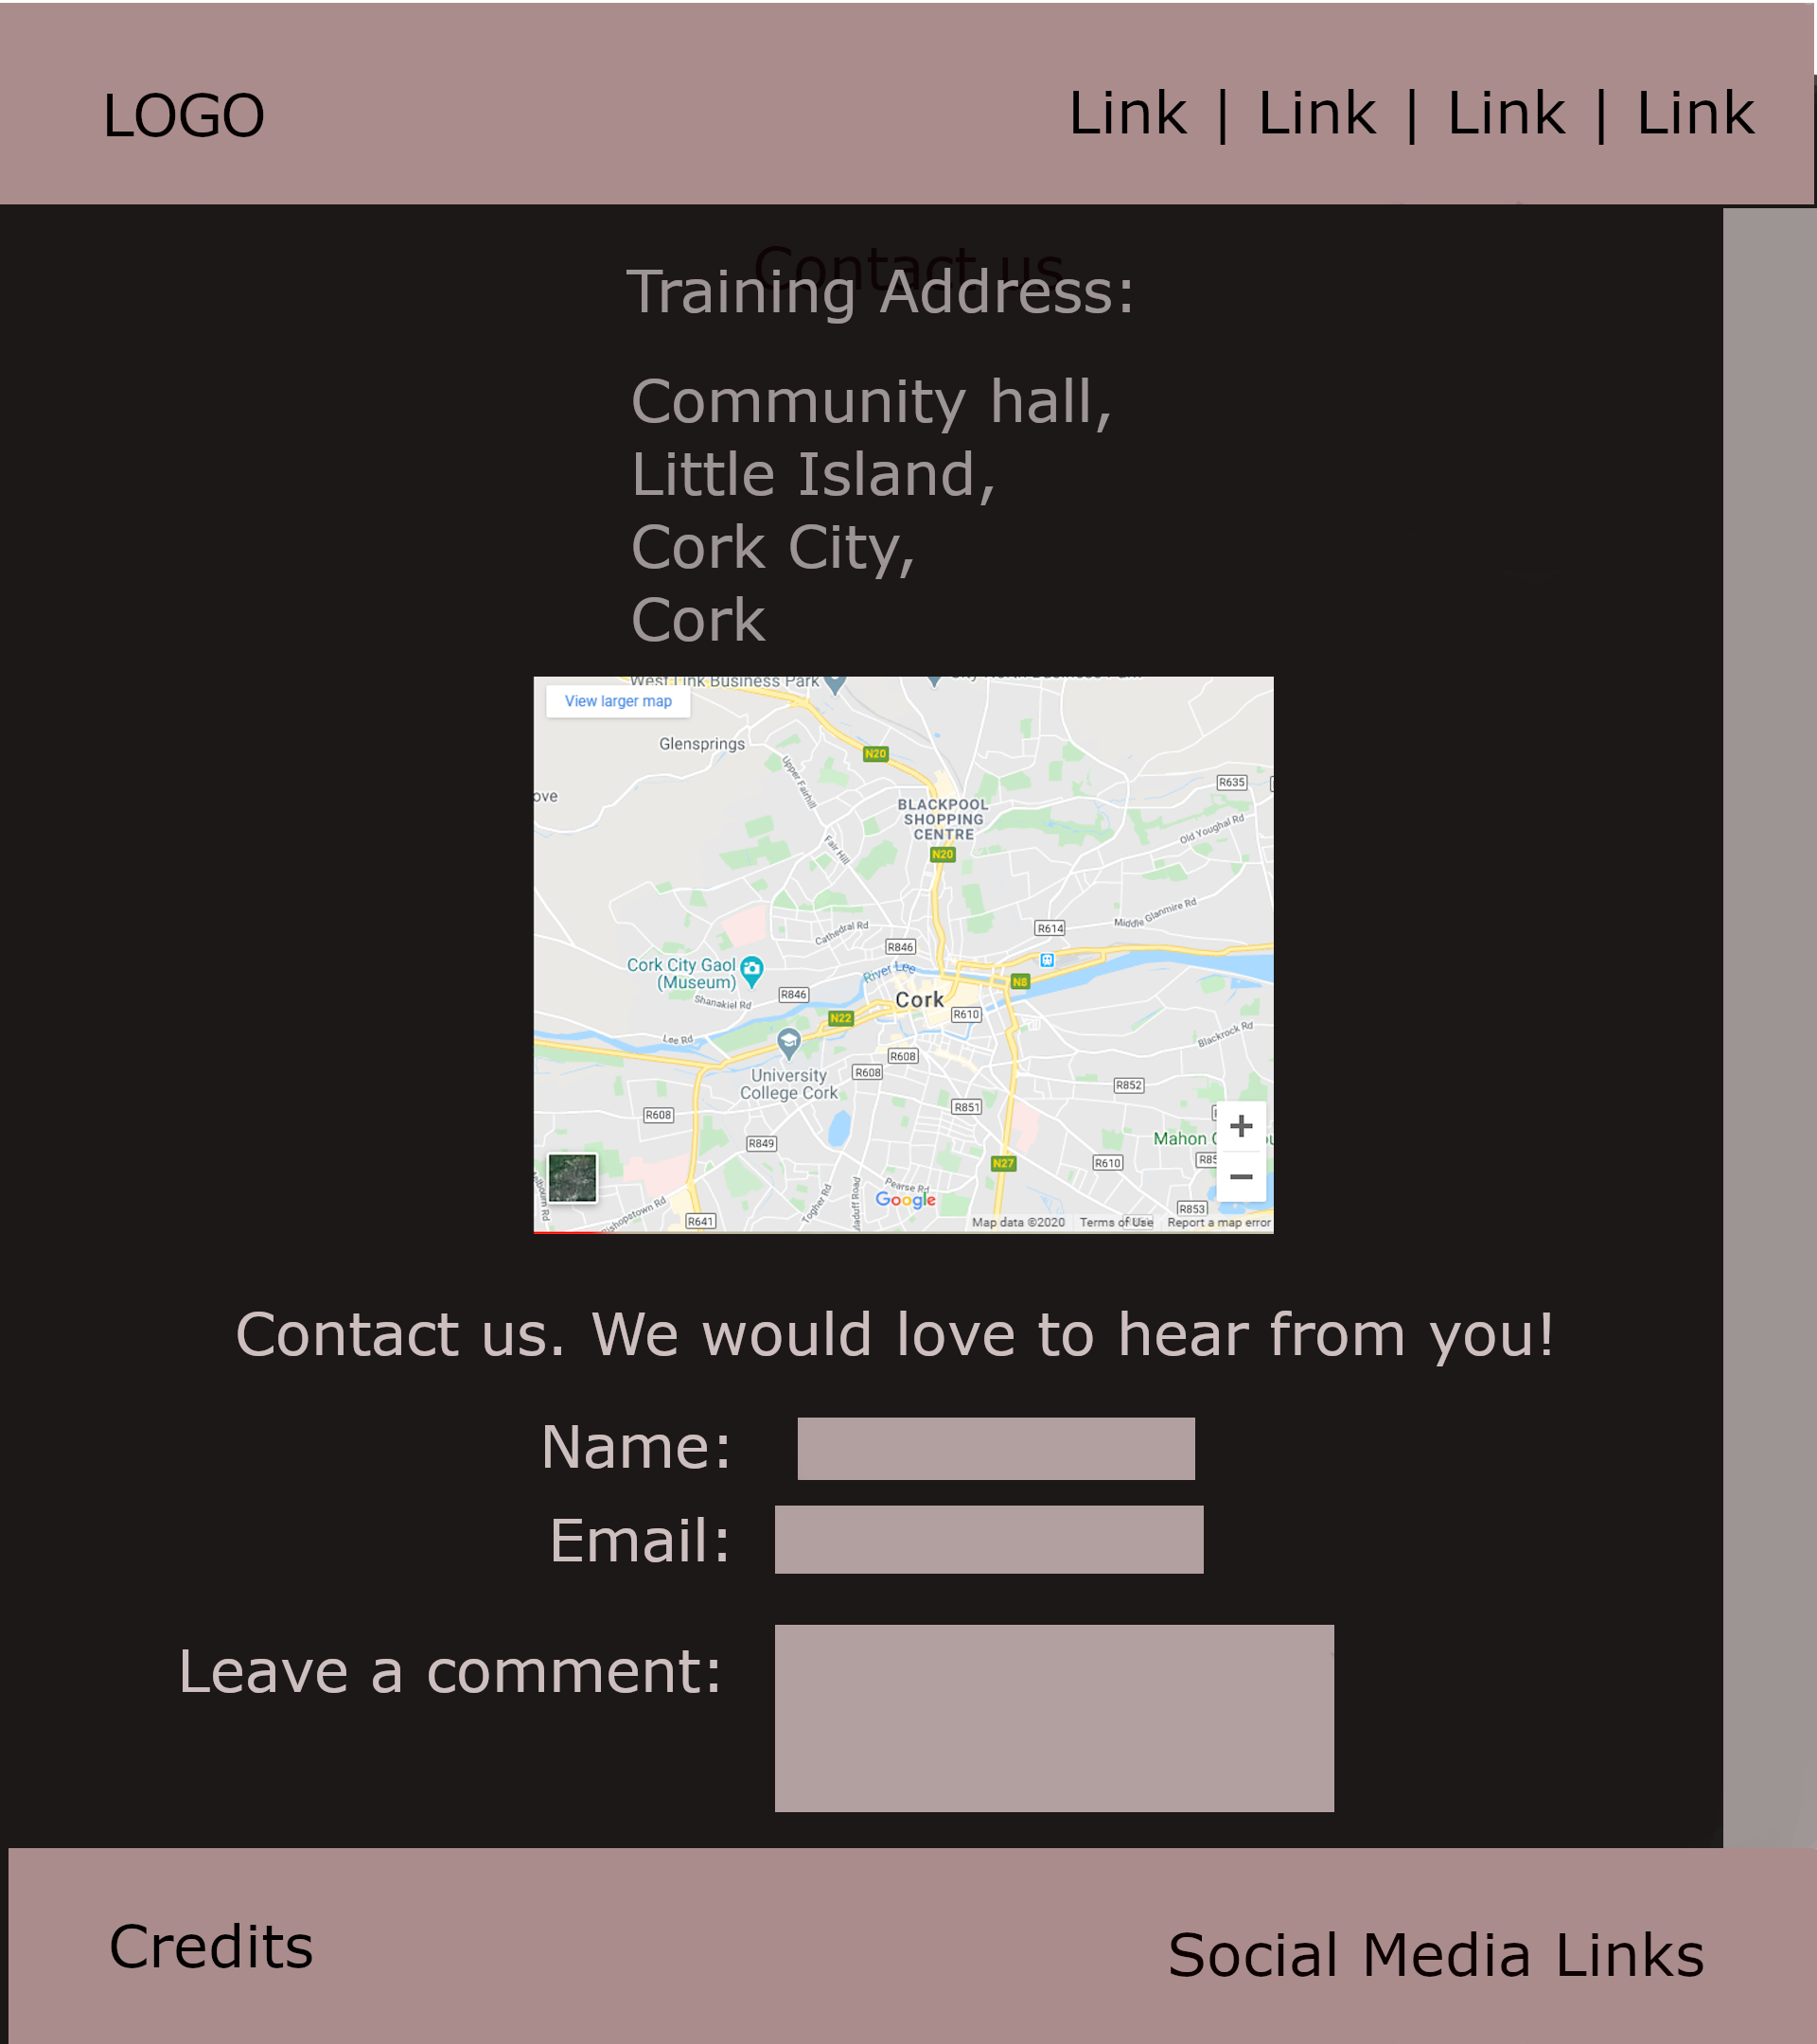 LOGO
Link | Link | Link | Link
Contact us
Training Address:
Community hall,
Little Island,
Cork City,
Cork
West Link Business Park
View larger map
Glensprings
N20
Upper Fairhill
R635
ove
BLACKPOOL
SHOPPING
CENTRE
Old Youghal Rd
Fair Hill
N20
Middle Glanmire Rd
Cathedral Rd
R614
R846
Cork City Gaol
(Museum)
River Lee
N8
Shanakiel Rd
R846
Cork
N22
R610
Lee Rd
Blackrock Rd
R608
R608
University
College Cork
R852
R608
R851
R849
Mahon
N27
R610
R85
Togher Rd
Pearse Rd
Google
ishopstown Rd
R641
R853
Map data ©2020 Terms of Use Report a map error
Contact us. We would love to hear from you!
Name:
Email:
Leave a comment:
Credits
Social Media Links